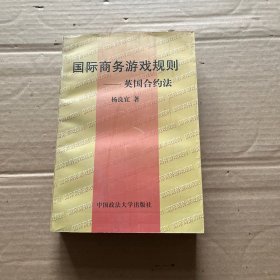 国际商务游戏规则
——英国合约法
杨良宜 著
中国政法大学出版社